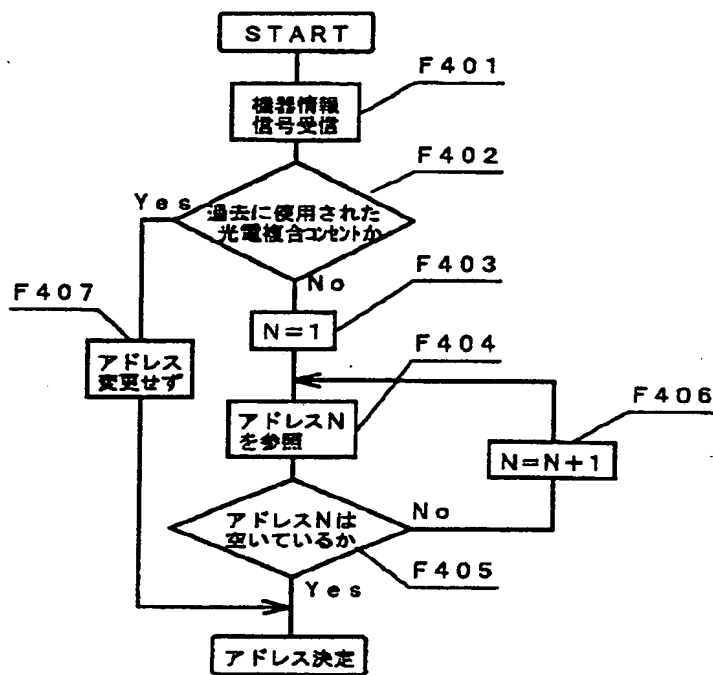 START
F401
機器情報
信号受信
F402
Yes
過去に使用された
光電複合コンセントか
No
F403
F407
N=1
F404
アドレス
変更せず
アドレスN
を参照
F406
N=N+1
アドレスNは
空いているか
No
F405
Yes
アドレス決定